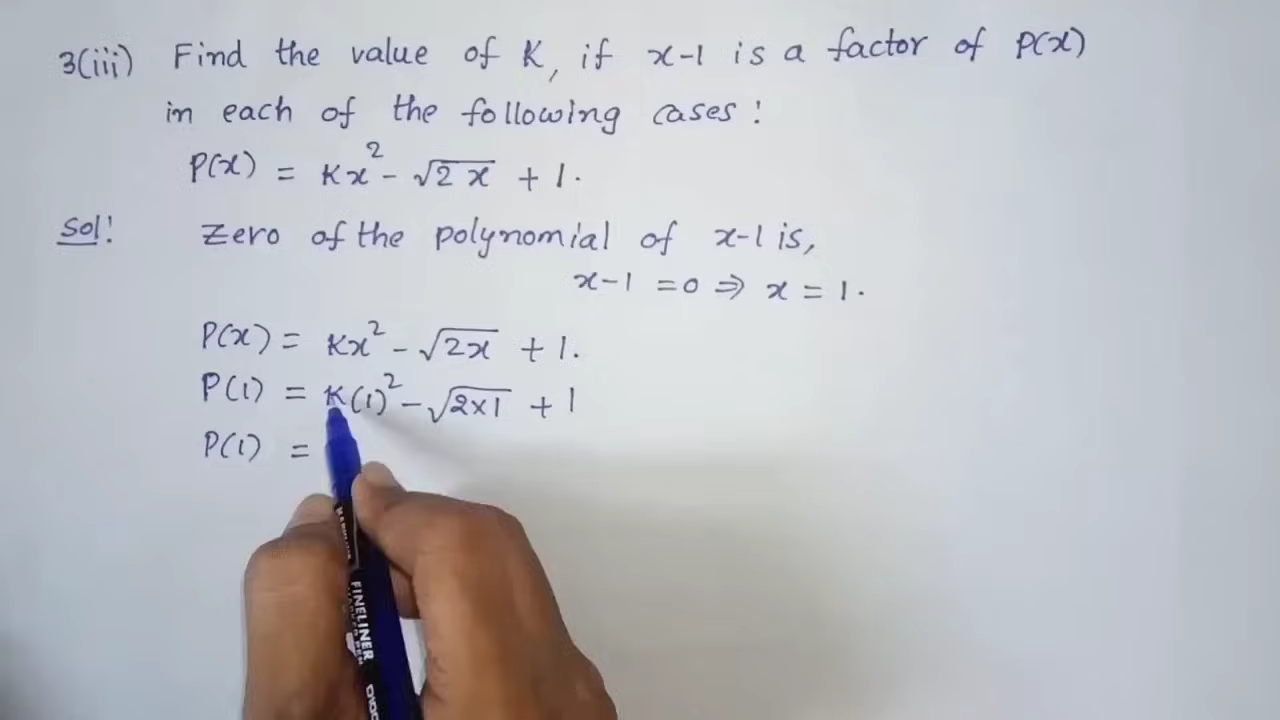 3(iii) Find the value of K, if x-1 is a factor of P(x)
in each of the following cases:
P(x) = Kx² - √2x + 1.
Sol: Zero of the polynomial of x-1 is,
x-1 = 0 ⇒ x = 1.
P(x) = Kx² - √2x + 1.
P(1) = K(1)² - √2×1 + 1
P(1) =
FINELINER